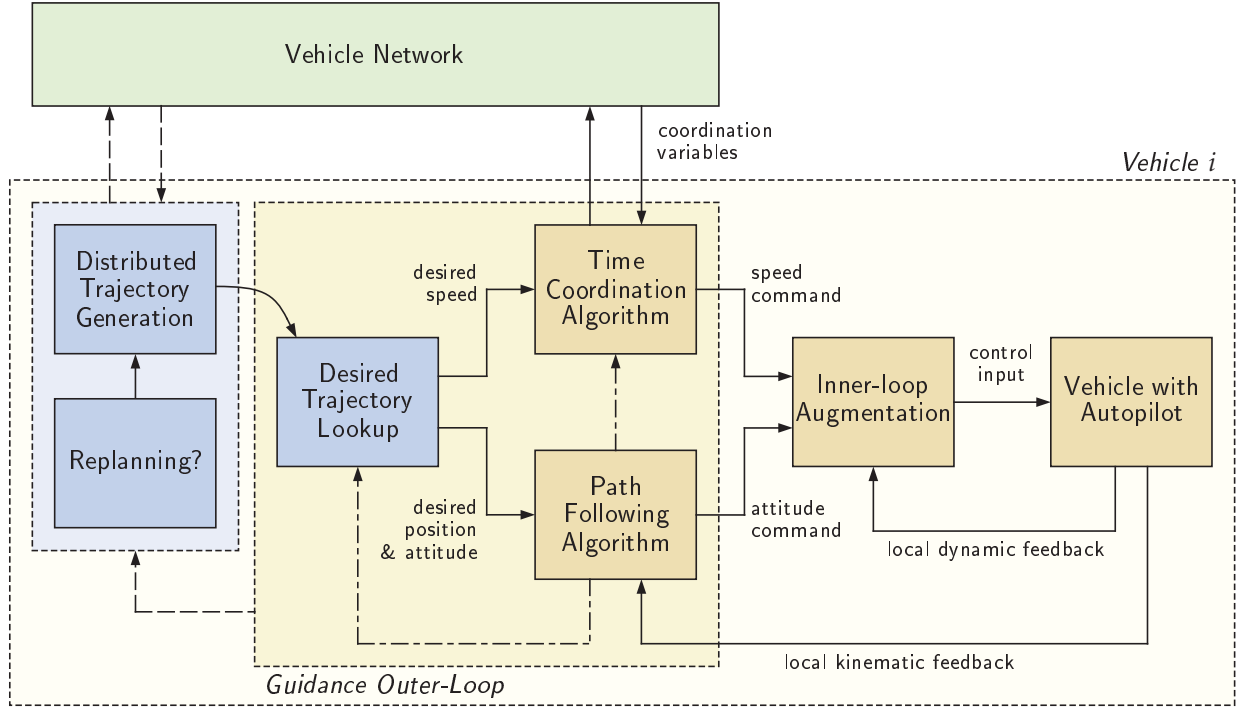 Vehicle Network
coordination
variables
Vehicle i
Distributed
Trajectory
Generation
Replanning?
desired
speed
Time
Coordination
Algorithm
speed
command
Desired
Trajectory
Lookup
Inner-loop
Augmentation
control
input
Vehicle with
Autopilot
desired
position
& attitude
Path
Following
Algorithm
attitude
command
local dynamic feedback
local kinematic feedback
Guidance Outer-Loop